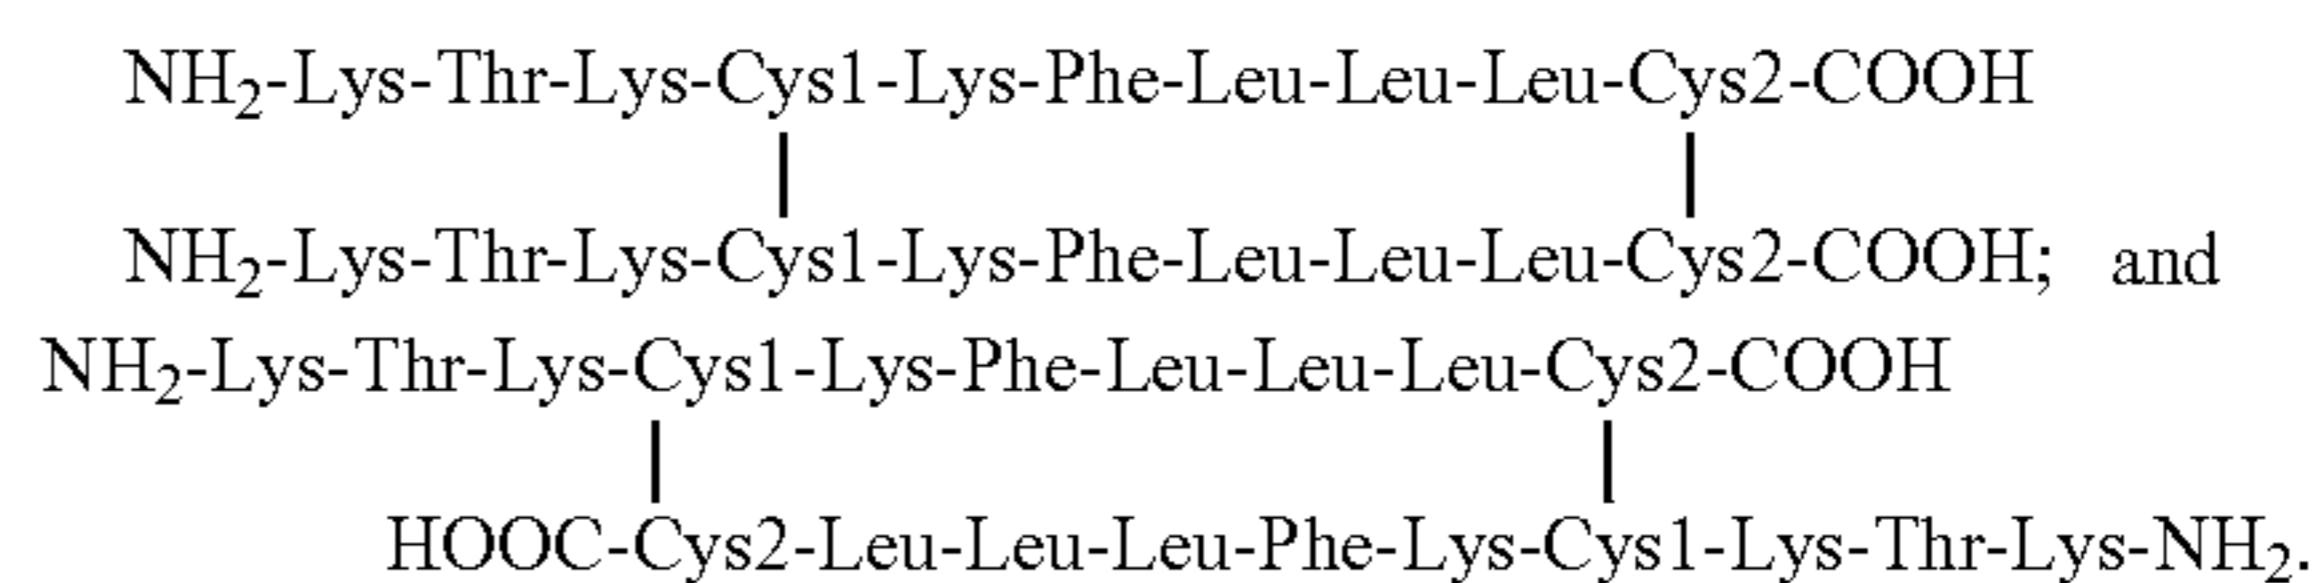 NH₂-Lys-Thr-Lys-Cys1-Lys-Phe-Leu-Leu-Leu-Cys2-COOH
NH₂-Lys-Thr-Lys-Cys1-Lys-Phe-Leu-Leu-Leu-Cys2-COOH; and
NH₂-Lys-Thr-Lys-Cys1-Lys-Phe-Leu-Leu-Leu-Cys2-COOH
HOOC-Cys2-Leu-Leu-Leu-Phe-Lys-Cys1-Lys-Thr-Lys-NH₂.